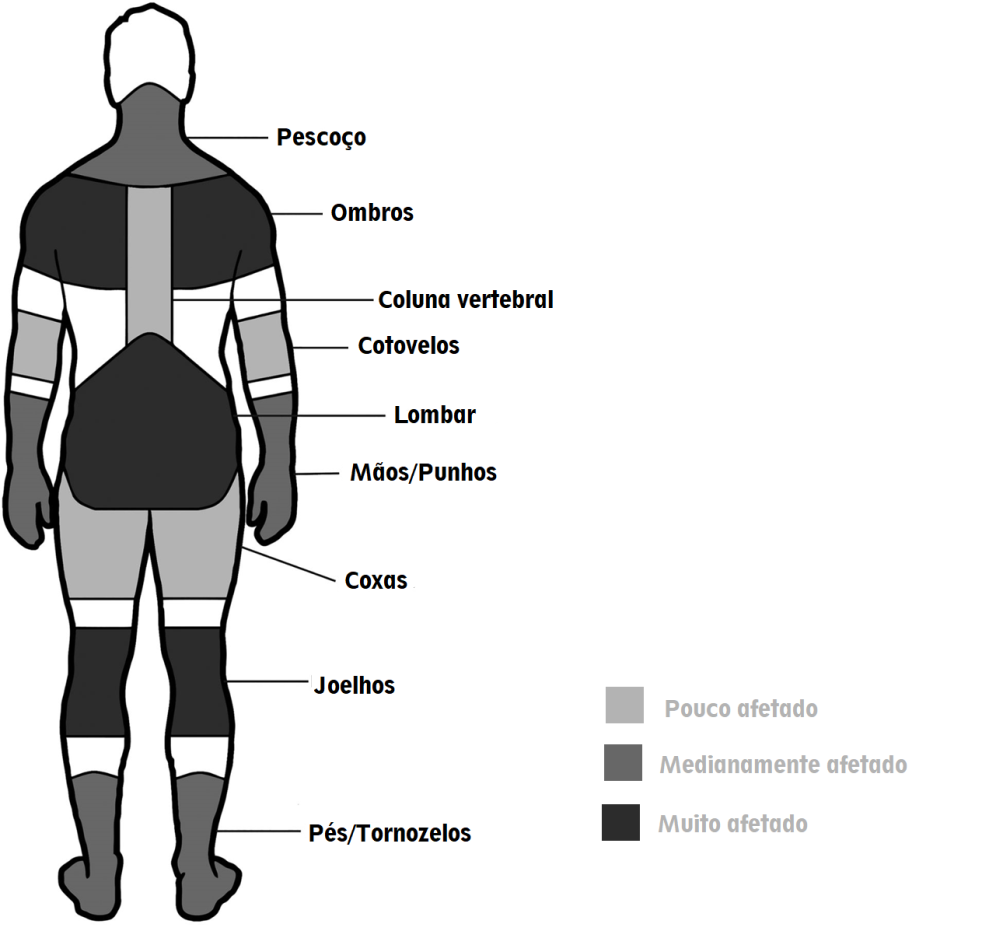 Pescoço
Ombros
Coluna vertebral
Cotovelos
Lombar
Mãos/Punhos
Coxas
Joelhos
Pouco afetado
Medianamente afetado
Muito afetado
Pés/Tornozelos